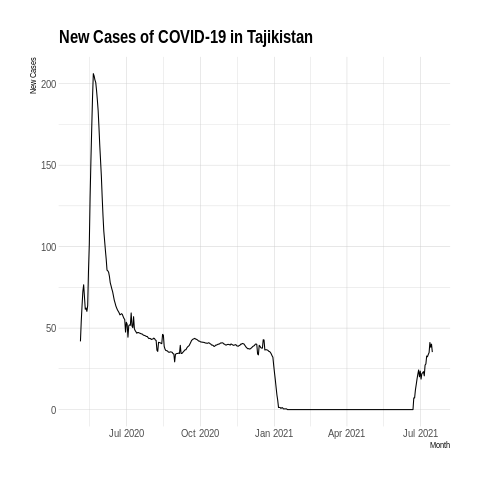 New Cases of COVID-19 in Tajikistan
New Cases
200
150
100
50
0
Jul 2020 Oct 2020 Jan 2021 Apr 2021 Jul 2021
Month